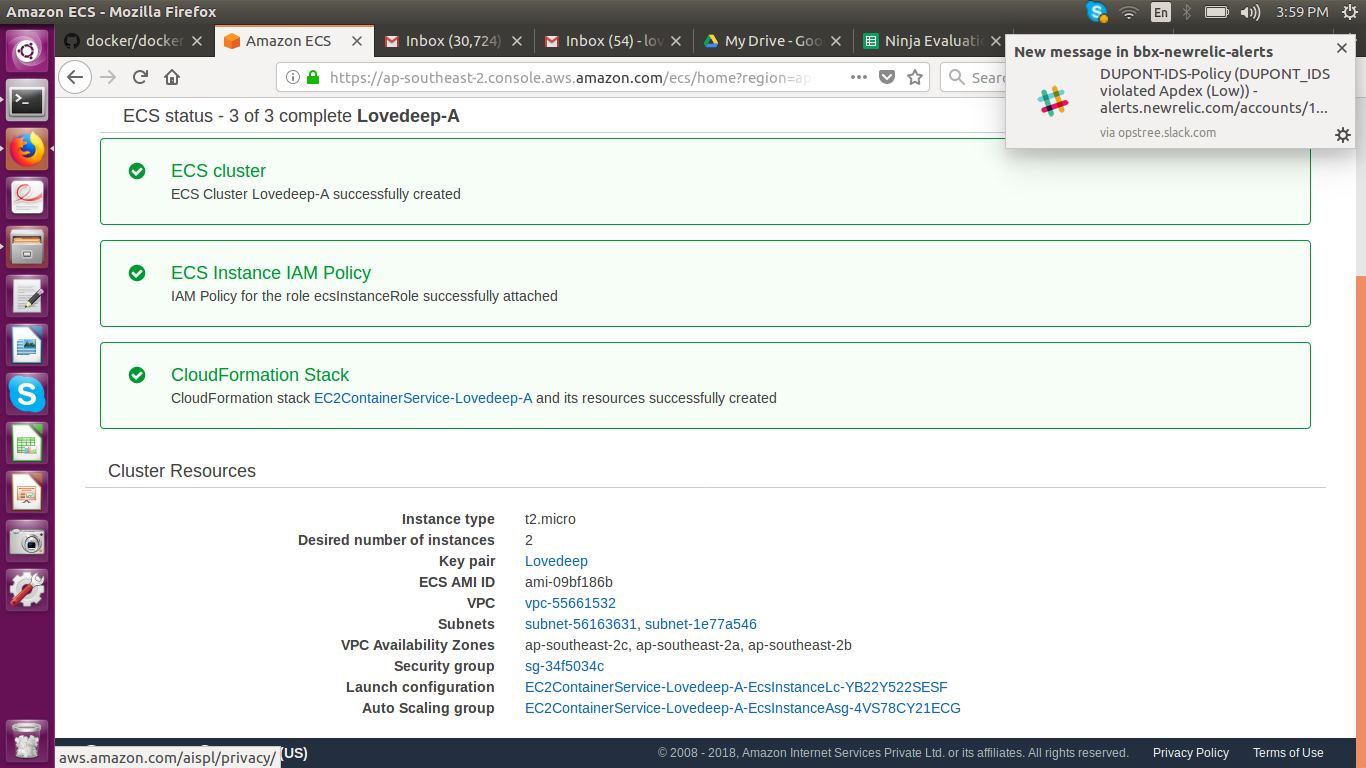 Amazon ECS - Mozilla Firefox
En
3:59 PM
docker/docker
Amazon ECS
Inbox (30,724)
Inbox (54) - lov
My Drive - Goo
Ninja Evaluati
https://ap-southeast-2.console.aws.amazon.com/ecs/home?region=ap
Sear
New message in bbx-newrelic-alerts
DUPONT-IDS-Policy (DUPONT_IDS
violated Apdex (Low)) -
alerts.newrelic.com/accounts/1...
via opstree.slack.com
ECS status - 3 of 3 complete Lovedeep-A
ECS cluster
ECS Cluster Lovedeep-A successfully created
ECS Instance IAM Policy
IAM Policy for the role ecsInstanceRole successfully attached
CloudFormation Stack
CloudFormation stack EC2ContainerService-Lovedeep-A and its resources successfully created
Cluster Resources
Instance type t2.micro
Desired number of instances 2
Key pair Lovedeep
ECS AMI ID ami-09bf186b
VPC vpc-55661532
Subnets subnet-56163631, subnet-1e77a546
VPC Availability Zones ap-southeast-2c, ap-southeast-2a, ap-southeast-2b
Security group sg-34f5034c
Launch configuration EC2ContainerService-Lovedeep-A-EcsInstanceLc-YB22Y522SESF
Auto Scaling group EC2ContainerService-Lovedeep-A-EcsInstanceAsg-4VS78CY21ECG
(US)
© 2008 - 2018, Amazon Internet Services Private Ltd. or its affiliates. All rights reserved.
Privacy Policy
Terms of Use
aws.amazon.com/aispl/privacy/